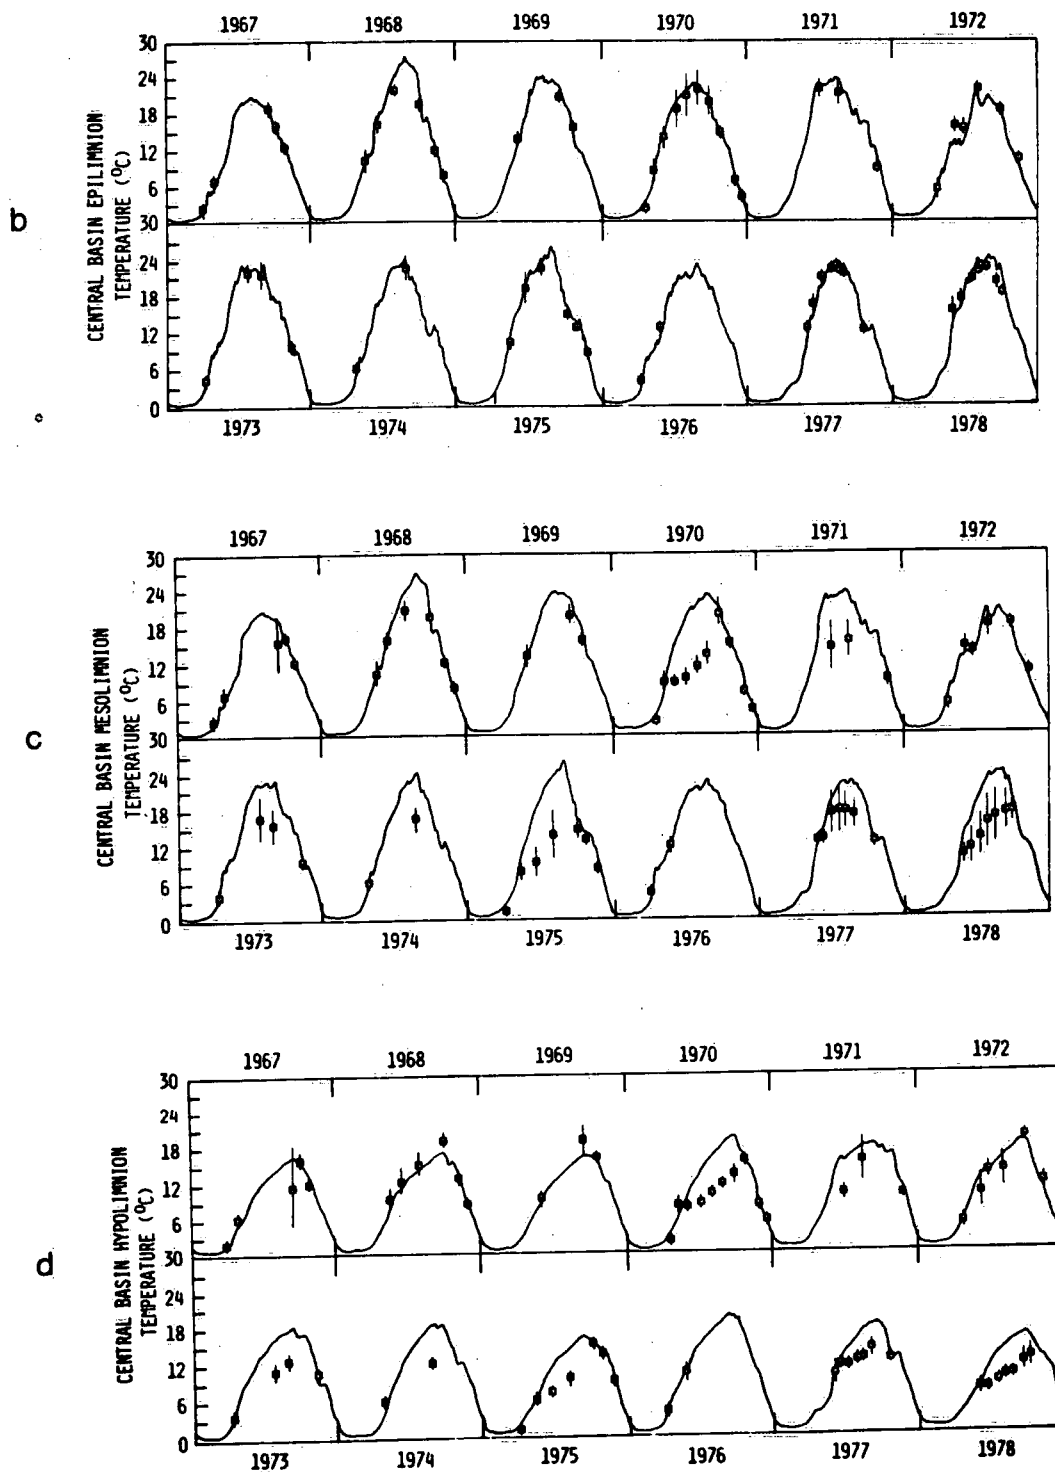 1967 1968 1969 1970 1971 1972
b
CENTRAL BASIN EPILIMNION
TEMPERATURE (°C)
30
24
18
12
6
30
24
18
12
6
0
1973 1974 1975 1976 1977 1978
c
CENTRAL BASIN MESOLIMNION
TEMPERATURE (°C)
1967 1968 1969 1970 1971 1972
30
24
18
12
6
30
24
18
12
6
0
1973 1974 1975 1976 1977 1978
d
CENTRAL BASIN HYPOLIMNION
TEMPERATURE (°C)
1967 1968 1969 1970 1971 1972
30
24
18
12
6
30
24
18
12
6
0
1973 1974 1975 1976 1977 1978